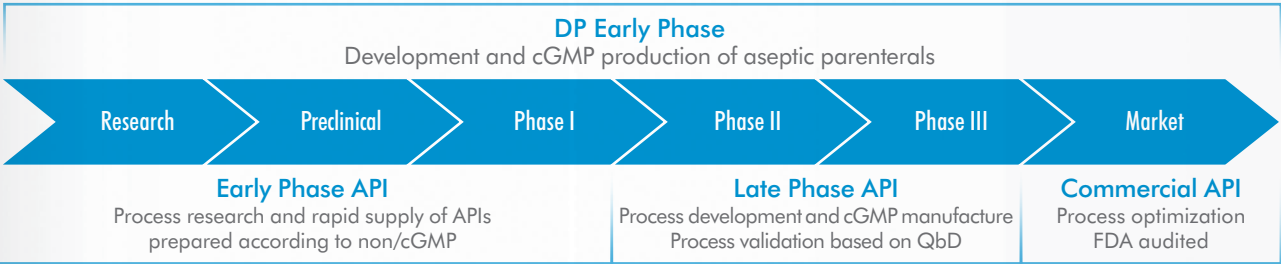 DP Early Phase
Development and cGMP production of aseptic parenterals
Research
Preclinical
Phase I
Phase II
Phase III
Market
Early Phase API
Process research and rapid supply of APIs
prepared according to non/cGMP
Late Phase API
Process development and cGMP manufacture
Process validation based on QbD
Commercial API
Process optimization
FDA audited